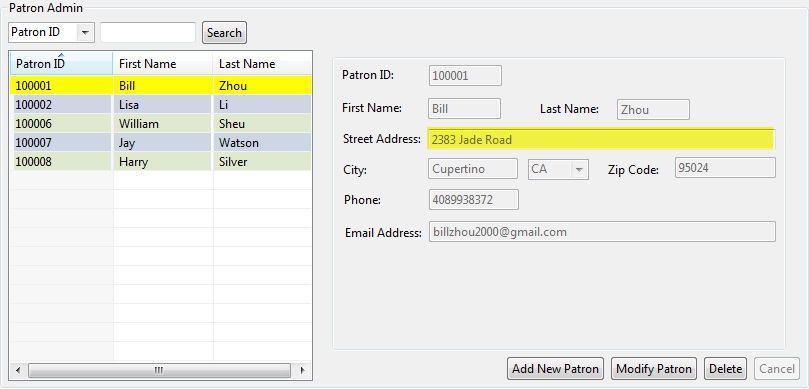 Patron Admin
Patron ID Search
Patron ID First Name Last Name
100001 Bill Zhou
100002 Lisa Li
100006 William Sheu
100007 Jay Watson
100008 Harry Silver
Patron ID: 100001
First Name: Bill Last Name: Zhou
Street Address: 2383 Jade Road
City: Cupertino CA Zip Code: 95024
Phone: 4089938372
Email Address: billzhou2000@gmail.com
Add New Patron Modify Patron Delete Cancel